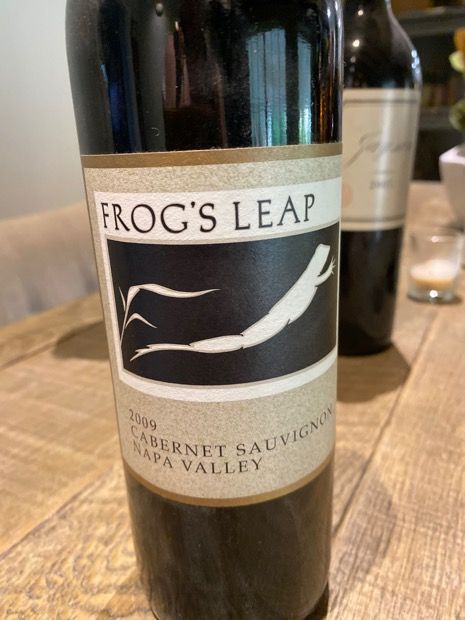 FROG'S LEAP
2009
CABERNET SAUVIGNON
NAPA VALLEY